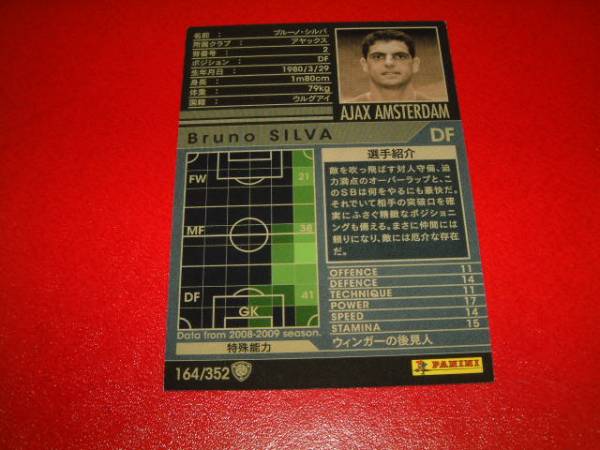 名前 : ブルーノ・シルバ
所属クラブ : アヤックス
背番号 : 2
ポジション : DF
生年月日 : 1980/3/29
身長 : 1m80cm
体重 : 79kg
国籍 : ウルグアイ
AJAX AMSTERDAM
Bruno SILVA
DF
選手紹介
敵を吹っ飛ばす対人守備、迫
力満点のオーバーラップと、こ
のSBは何をやるにも豪快だ。
それでいて相手の突破口を確
実にふさぐ精緻なポジショニ
ングも備える。まさに仲間には
頼りになり、敵には厄介な存在
だ。
FW 21
MF 38
DF 41
GK
Data from 2008-2009 season.
OFFENCE 11
DEFENCE 14
TECHNIQUE 11
POWER 17
SPEED 14
STAMINA 15
特殊能力
ウィンガーの後見人
164/352
PANINI